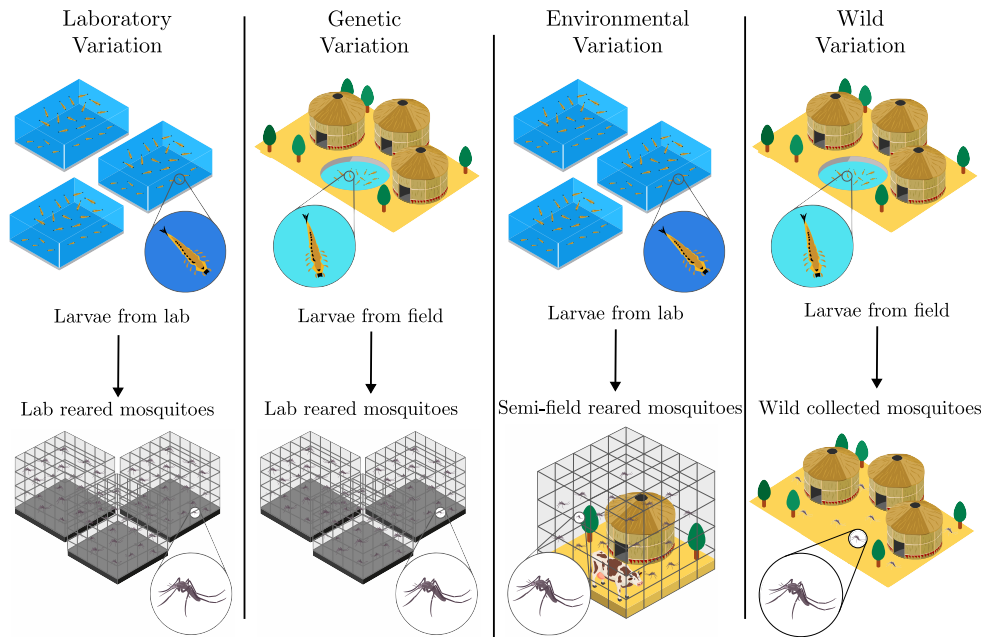 Laboratory
Variation
Genetic
Variation
Environmental
Variation
Wild
Variation
Larvae from lab
Larvae from field
Larvae from lab
Larvae from field
Lab reared mosquitoes
Lab reared mosquitoes
Semi-field reared mosquitoes
Wild collected mosquitoes